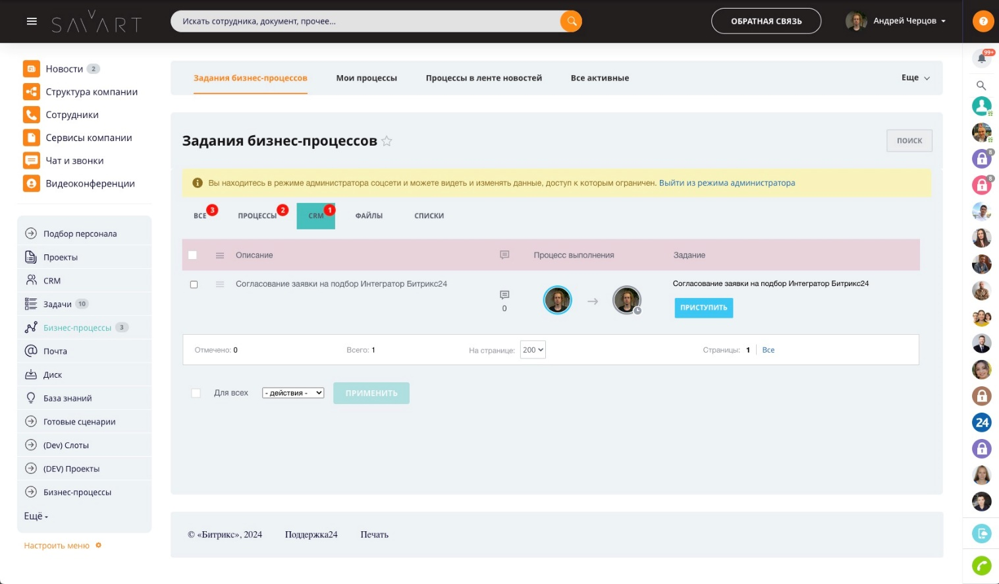 SAVART
Искать сотрудника, документ, прочее...
ОБРАТНАЯ СВЯЗЬ
Андрей Черцов
?
99+
Новости 2
Структура компании
Сотрудники
Сервисы компании
Чат и звонки
Видеоконференции
Подбор персонала
Проекты
CRM
Задачи 10
Бизнес-процессы 3
Почта
Диск
База знаний
Готовые сценарии
(Dev) Слоты
(DEV) Проекты
Бизнес-процессы
Ещё
Настроить меню
Задания бизнес-процессов
Мои процессы
Процессы в ленте новостей
Все активные
Еще
Задания бизнес-процессов
ПОИСК
Вы находитесь в режиме администратора соцсети и можете видеть и изменять данные, доступ к которым ограничен. Выйти из режима администратора
ВСЕ 3
ПРОЦЕССЫ 2
CRM 1
ФАЙЛЫ
СПИСКИ
Описание
Процесс выполнения
Задание
Согласование заявки на подбор Интегратор Битрикс24
0
Согласование заявки на подбор Интегратор Битрикс24
ПРИСТУПИТЬ
Отмечено: 0
Всего: 1
На странице: 200
Страницы: 1 Все
Для всех
- действия -
ПРИМЕНИТЬ
© «Битрикс», 2024
Поддержка24
Печать
8
8
24